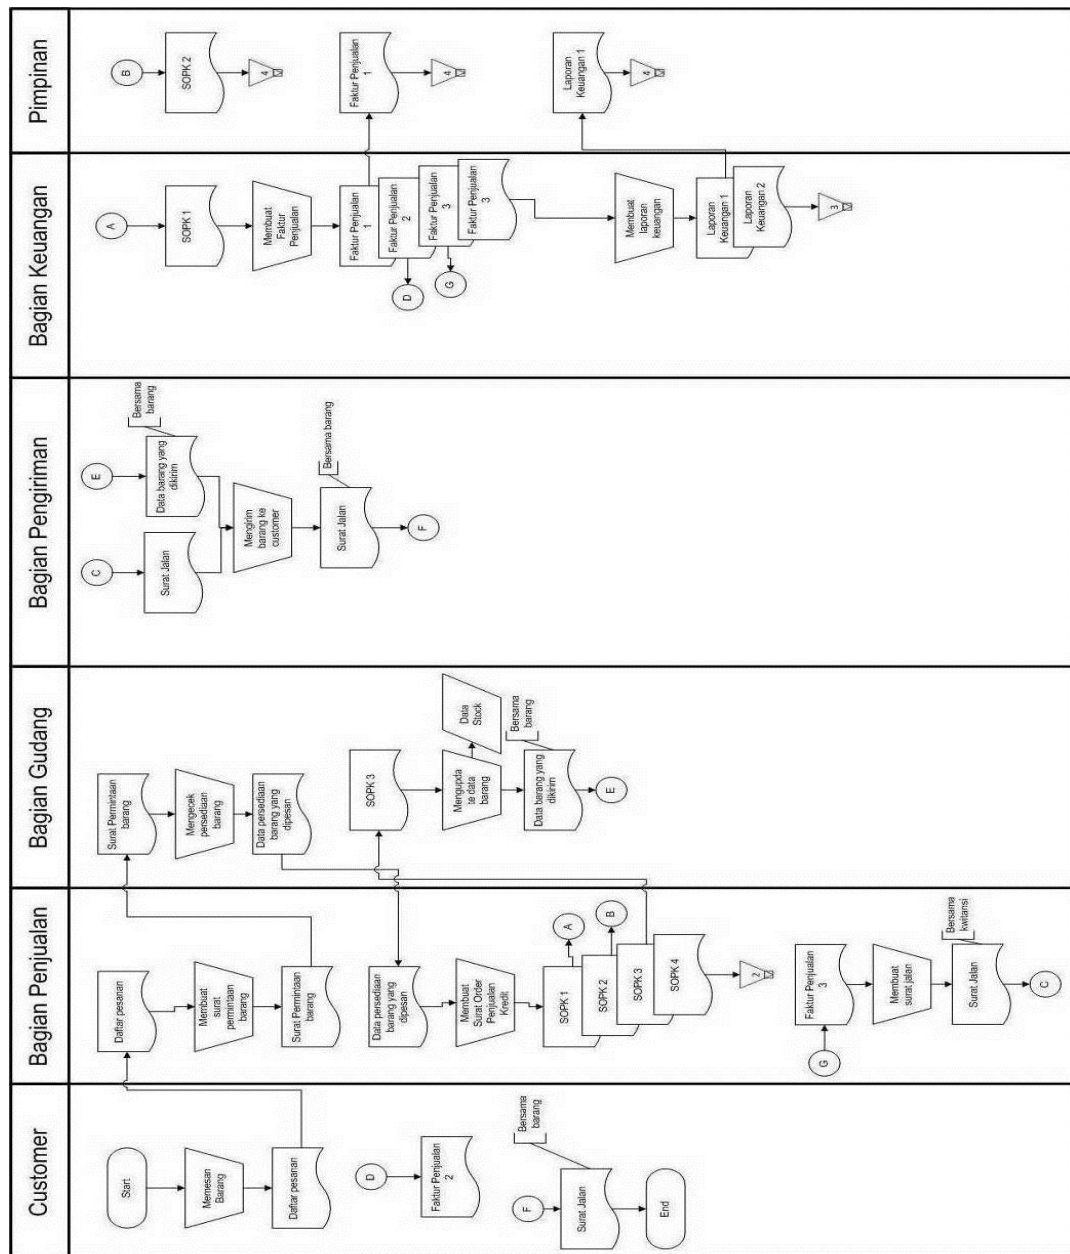 Customer
Start
Memesan
Barang
Daftar pesanan
D
Faktur Penjualan
2
F
Bersama
barang
Surat Jalan
End
Bagian Penjualan
Daftar pesanan
Membuat
surat
permintaan
barang
Surat Permintaan
barang
Data persediaan
barang yang
dipesan
Membuat
Surat Order
Penjualan
Kredit
SOPK 1
SOPK 2
SOPK 3
SOPK 4
A
B
2
G
Faktur Penjualan
3
Membuat
surat jalan
Bersama
kwitansi
Surat Jalan
C
Bagian Gudang
Surat Permintaan
barang
Mengecek
persediaan
barang
Data persediaan
barang yang
dipesan
SOPK 3
Mengupda
te data
barang
Data
Stock
Bersama
barang
Data barang yang
dikirim
E
Bagian Pengiriman
C
Surat Jalan
E
Bersama
barang
Data barang yang
dikirim
Mengirim
barang ke
customer
Bersama barang
Surat Jalan
F
Bagian Keuangan
A
SOPK 1
Membuat
Faktur
Penjualan
Faktur Penjualan
1
Faktur Penjualan
2
Faktur Penjualan
3
Faktur Penjualan
3
D
G
Membuat
laporan
keuangan
Laporan
Keuangan 1
Laporan
Keuangan 2
3
Pimpinan
B
SOPK 2
4
Faktur Penjualan
1
4
Laporan
Keuangan 1
4